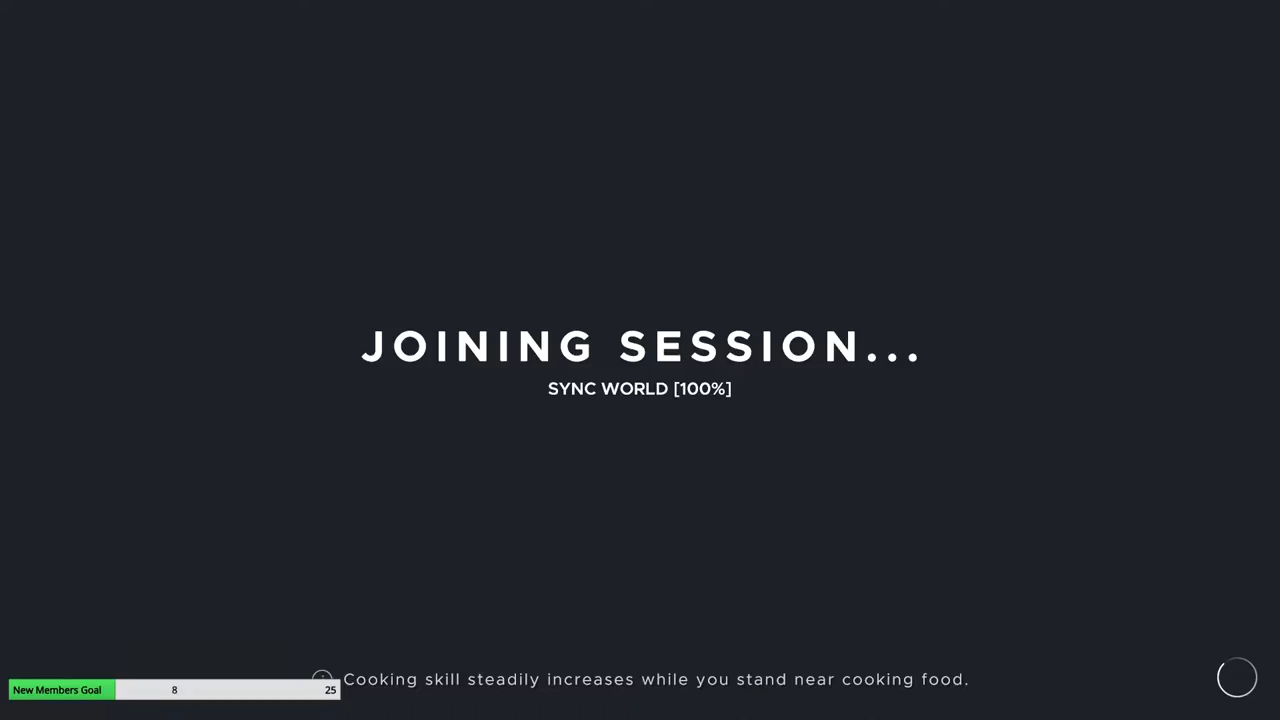 JOINING SESSION...
SYNC WORLD [100%]
Cooking skill steadily increases while you stand near cooking food.
New Members Goal 8 25